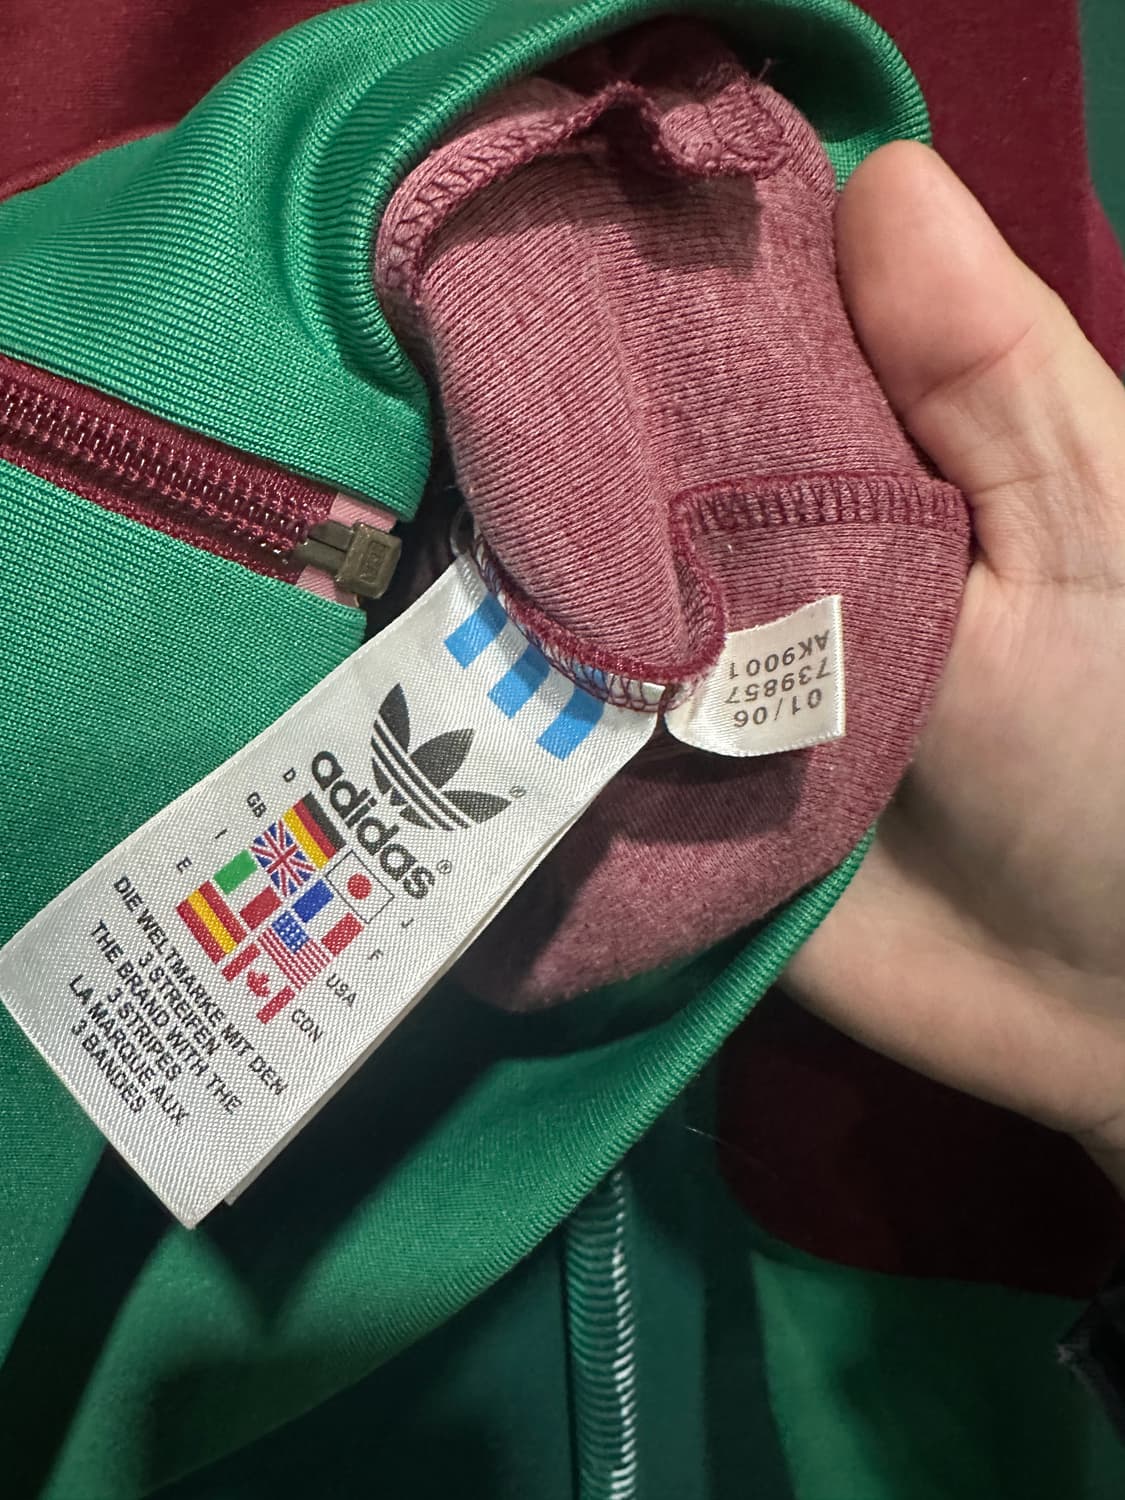 adidas®
D
GB
I
E
J
F
USA
CDN
DIE WELTMARKE MIT DEN
3 STREIFEN
THE BRAND WITH THE
3 STRIPES
LA MARQUE AUX
3 BANDES
01/06
739857
AK9001